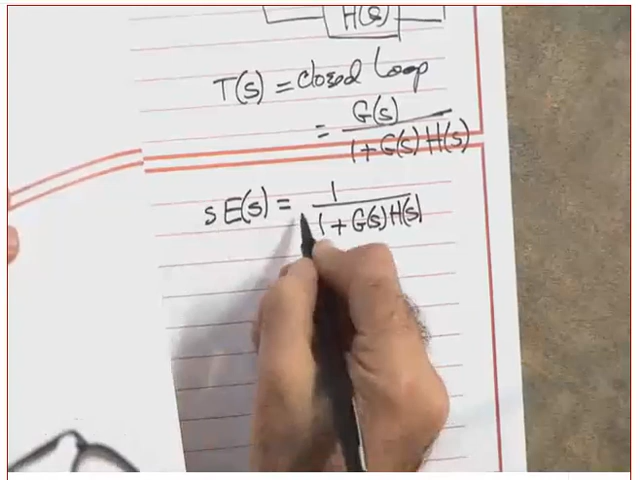 H(s)
T(s) = Closed Loop
= G(s) / 1 + G(s) H(s)
s E(s) = 1 / 1 + G(s) H(s)